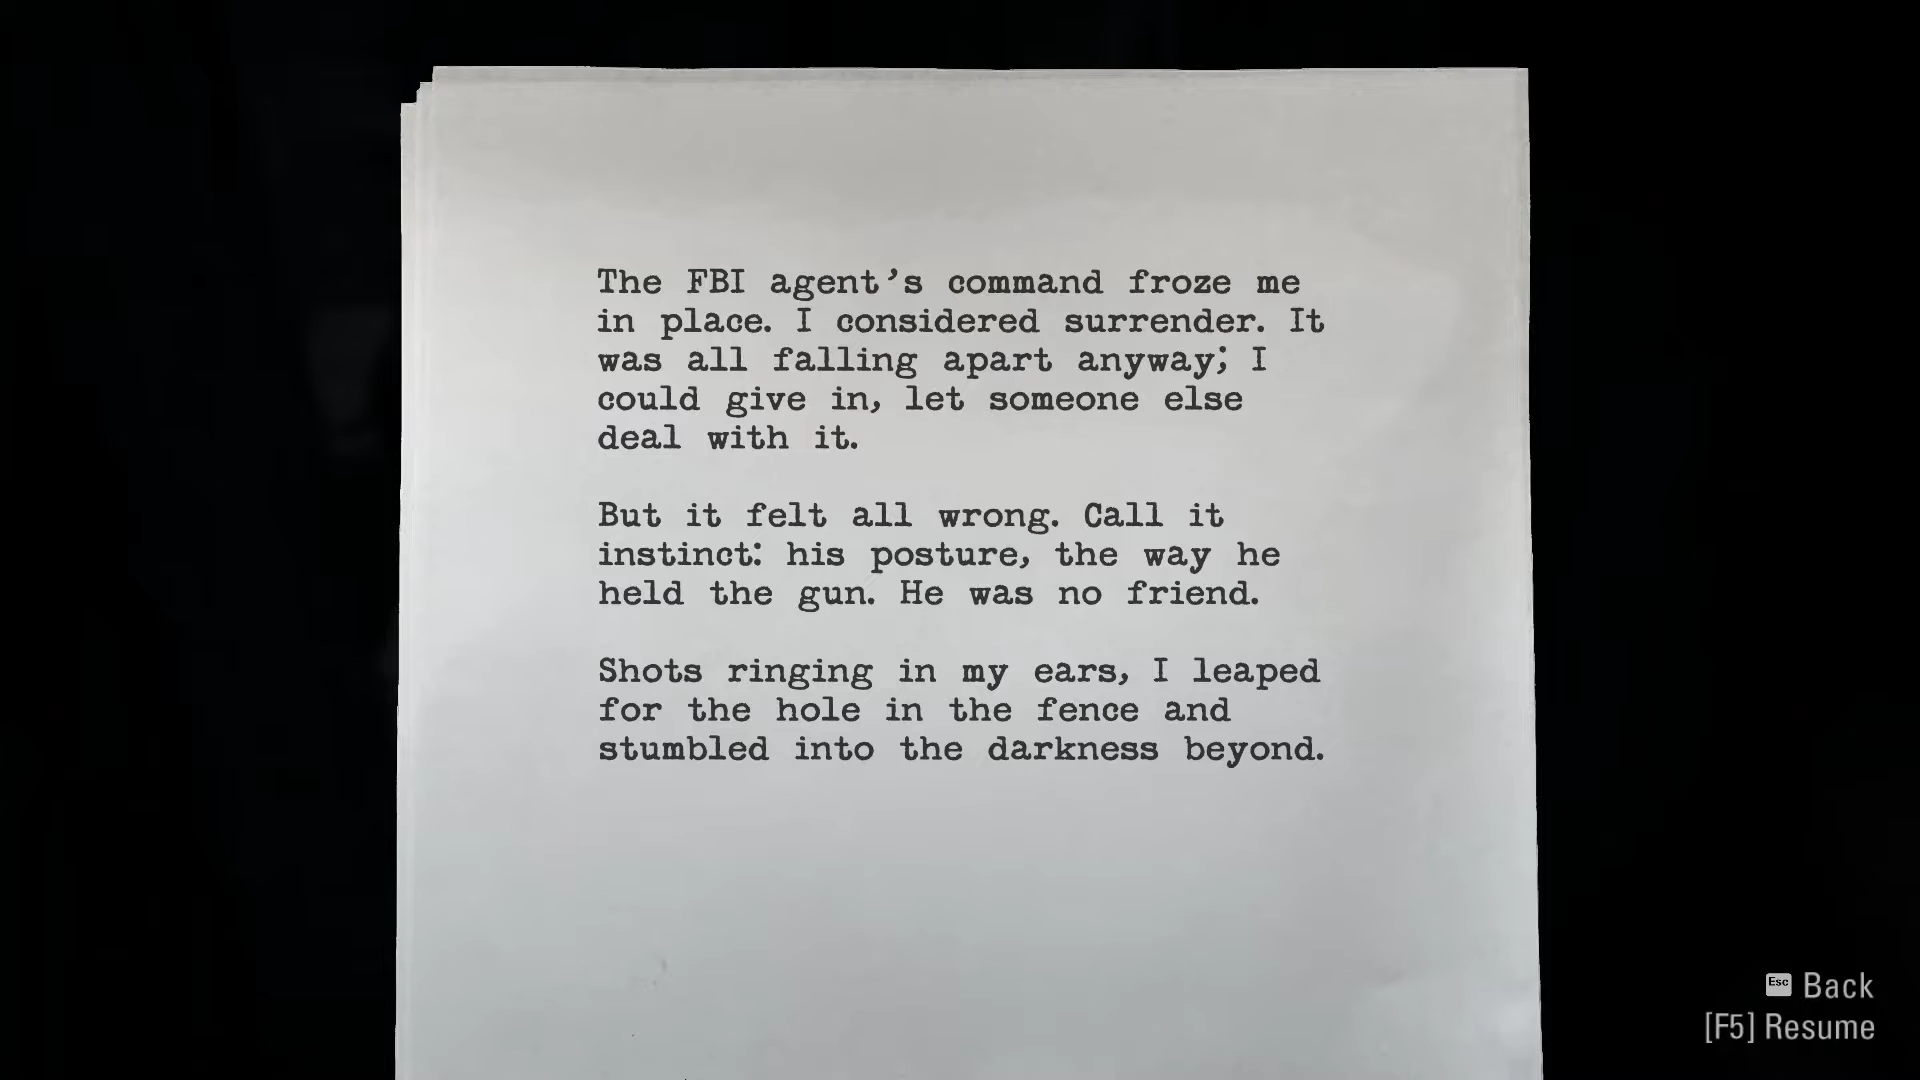 The FBI agent’s command froze me
in place. I considered surrender. It
was all falling apart anyway; I
could give in, let someone else
deal with it.
But it felt all wrong. Call it
instinct: his posture, the way he
held the gun. He was no friend.
Shots ringing in my ears, I leaped
for the hole in the fence and
stumbled into the darkness beyond.
Esc Back
[F5] Resume